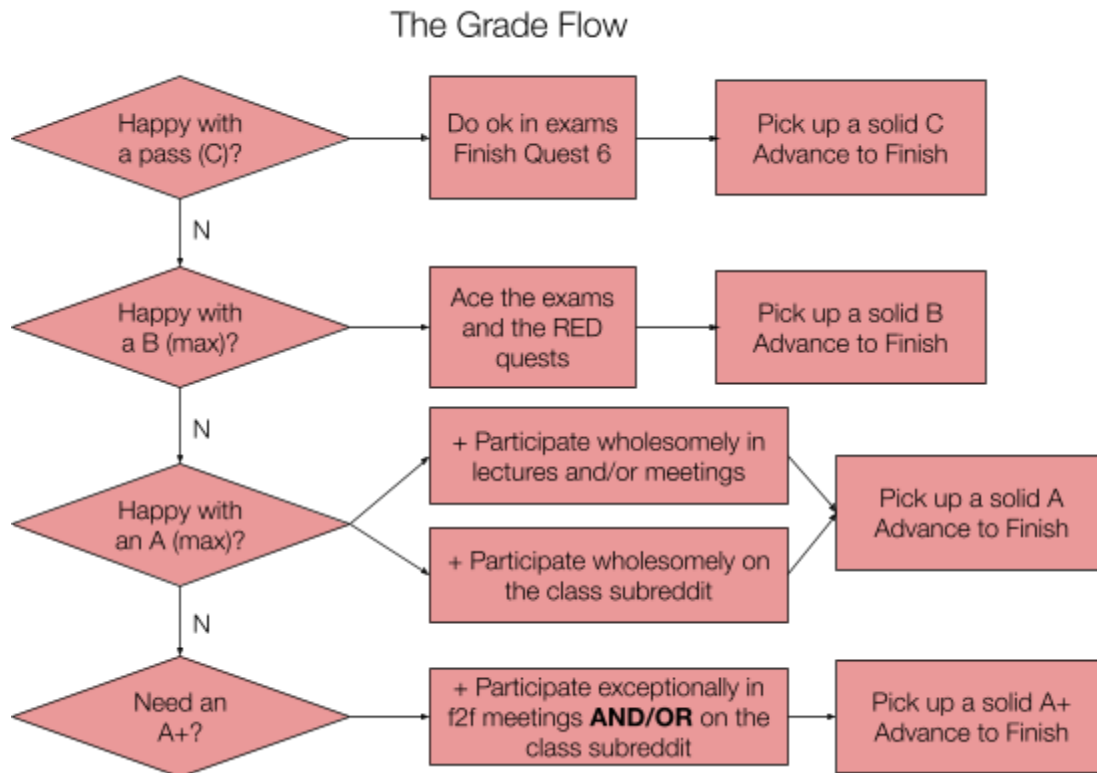 The Grade Flow
Happy with
a pass (C)?
Do ok in exams
Finish Quest 6
Pick up a solid C
Advance to Finish
N
Happy with
a B (max)?
Ace the exams
and the RED
quests
Pick up a solid B
Advance to Finish
N
Happy with
an A (max)?
+ Participate wholesomely in
lectures and/or meetings
+ Participate wholesomely on
the class subreddit
Pick up a solid A
Advance to Finish
N
Need an
A+?
+ Participate exceptionally in
f2f meetings AND/OR on the
class subreddit
Pick up a solid A+
Advance to Finish